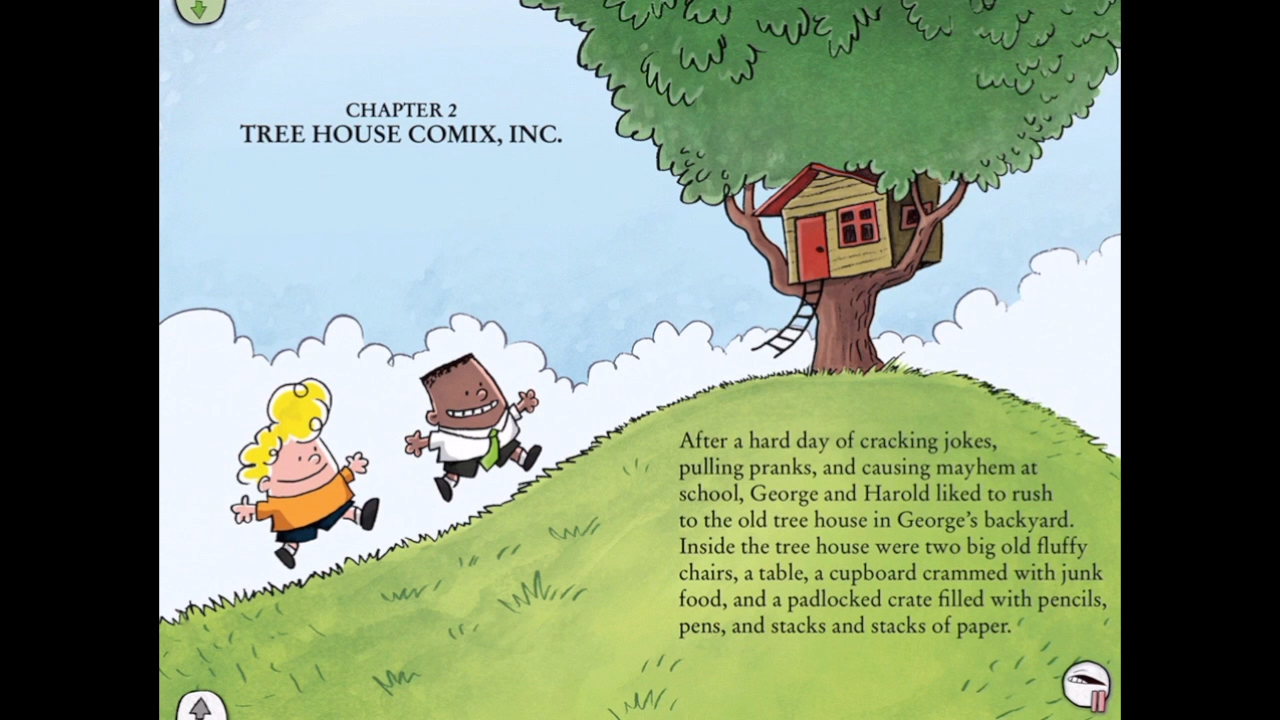 CHAPTER 2
TREE HOUSE COMIX, INC.
After a hard day of cracking jokes,
pulling pranks, and causing mayhem at
school, George and Harold liked to rush
to the old tree house in George’s backyard.
Inside the tree house were two big old fluffy
chairs, a table, a cupboard crammed with junk
food, and a padlocked crate filled with pencils,
pens, and stacks and stacks of paper.